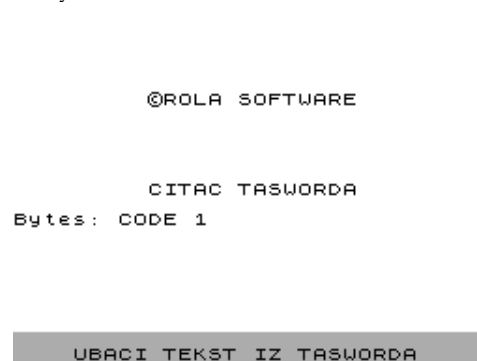 ©ROLA SOFTWARE
CITAC TASWORDA
Bytes: CODE 1
UBACI TEKST IZ TASWORDA